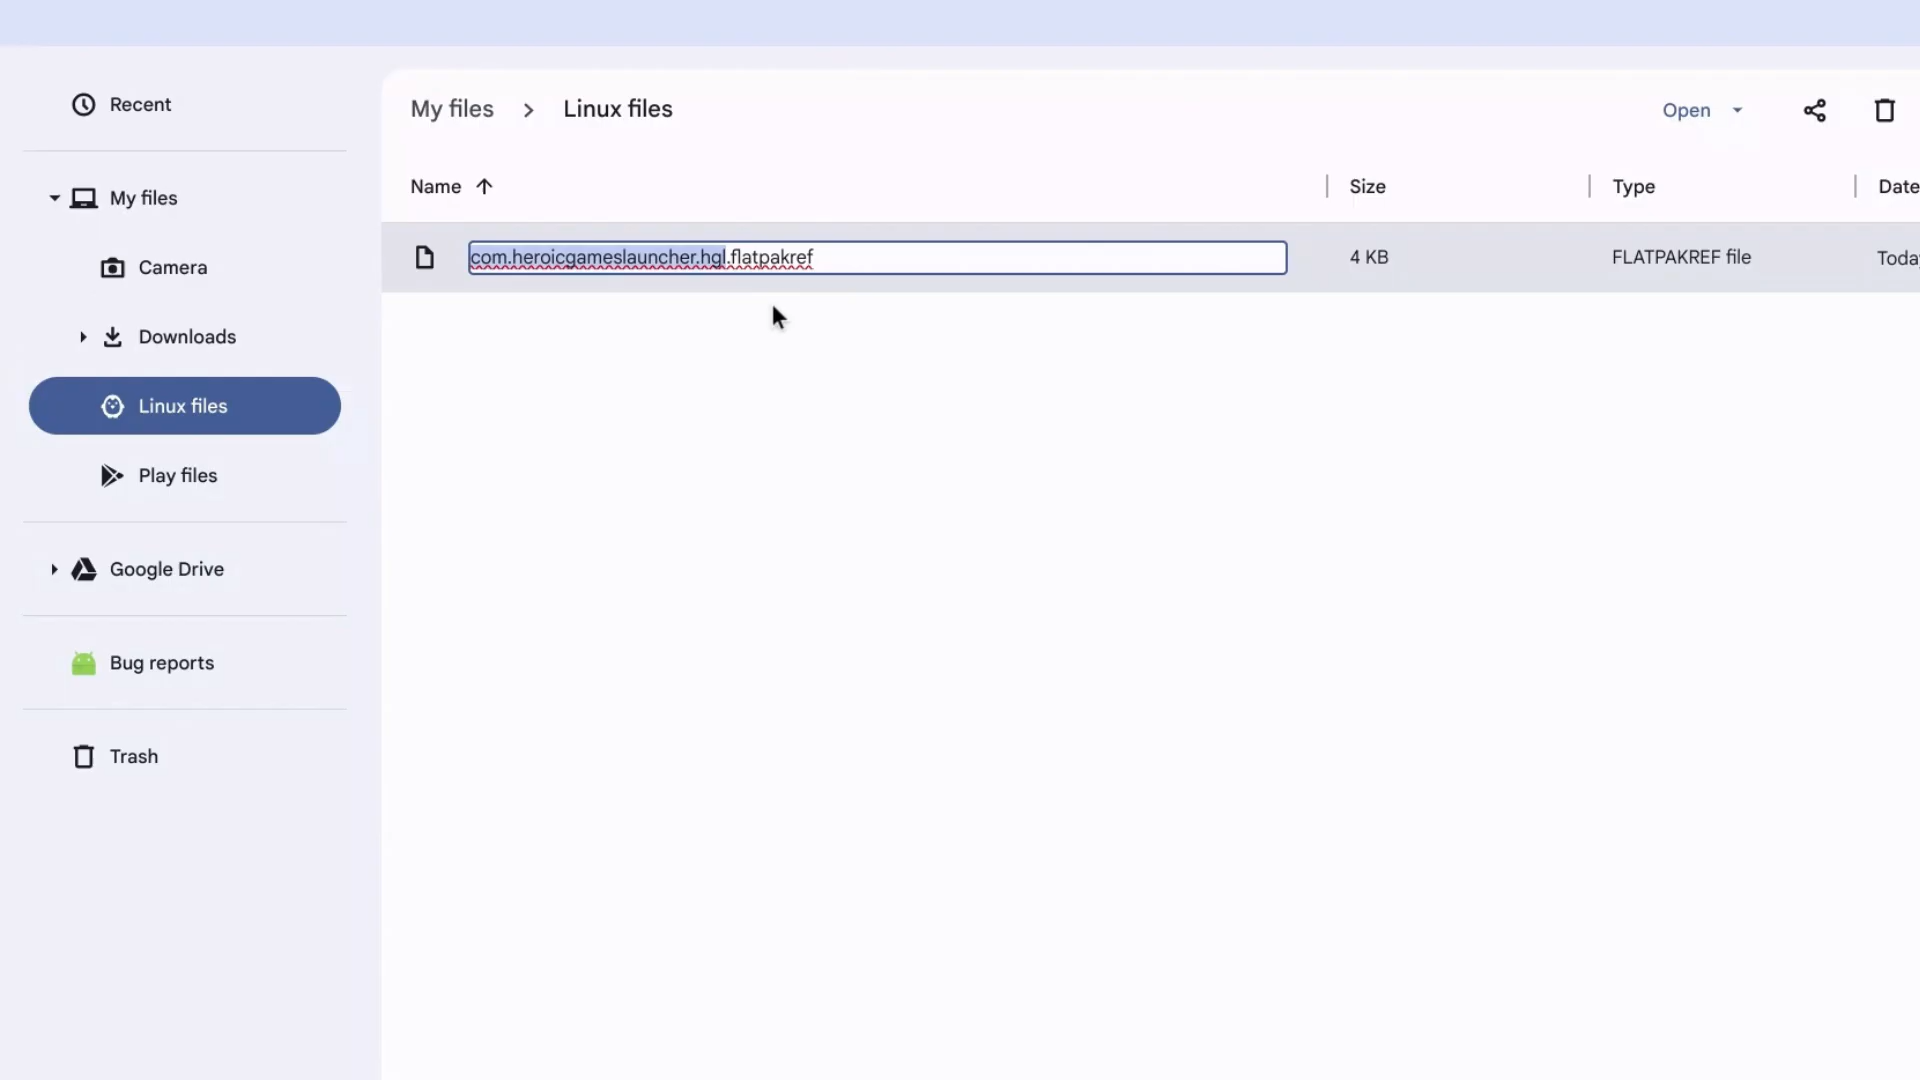 Recent
My files
Camera
Downloads
Linux files
Play files
Google Drive
Bug reports
Trash
My files > Linux files
Open
Name Size Type Date
com.heroicgameslauncher.hgl.flatpakref 4 KB FLATPAKREF file Today